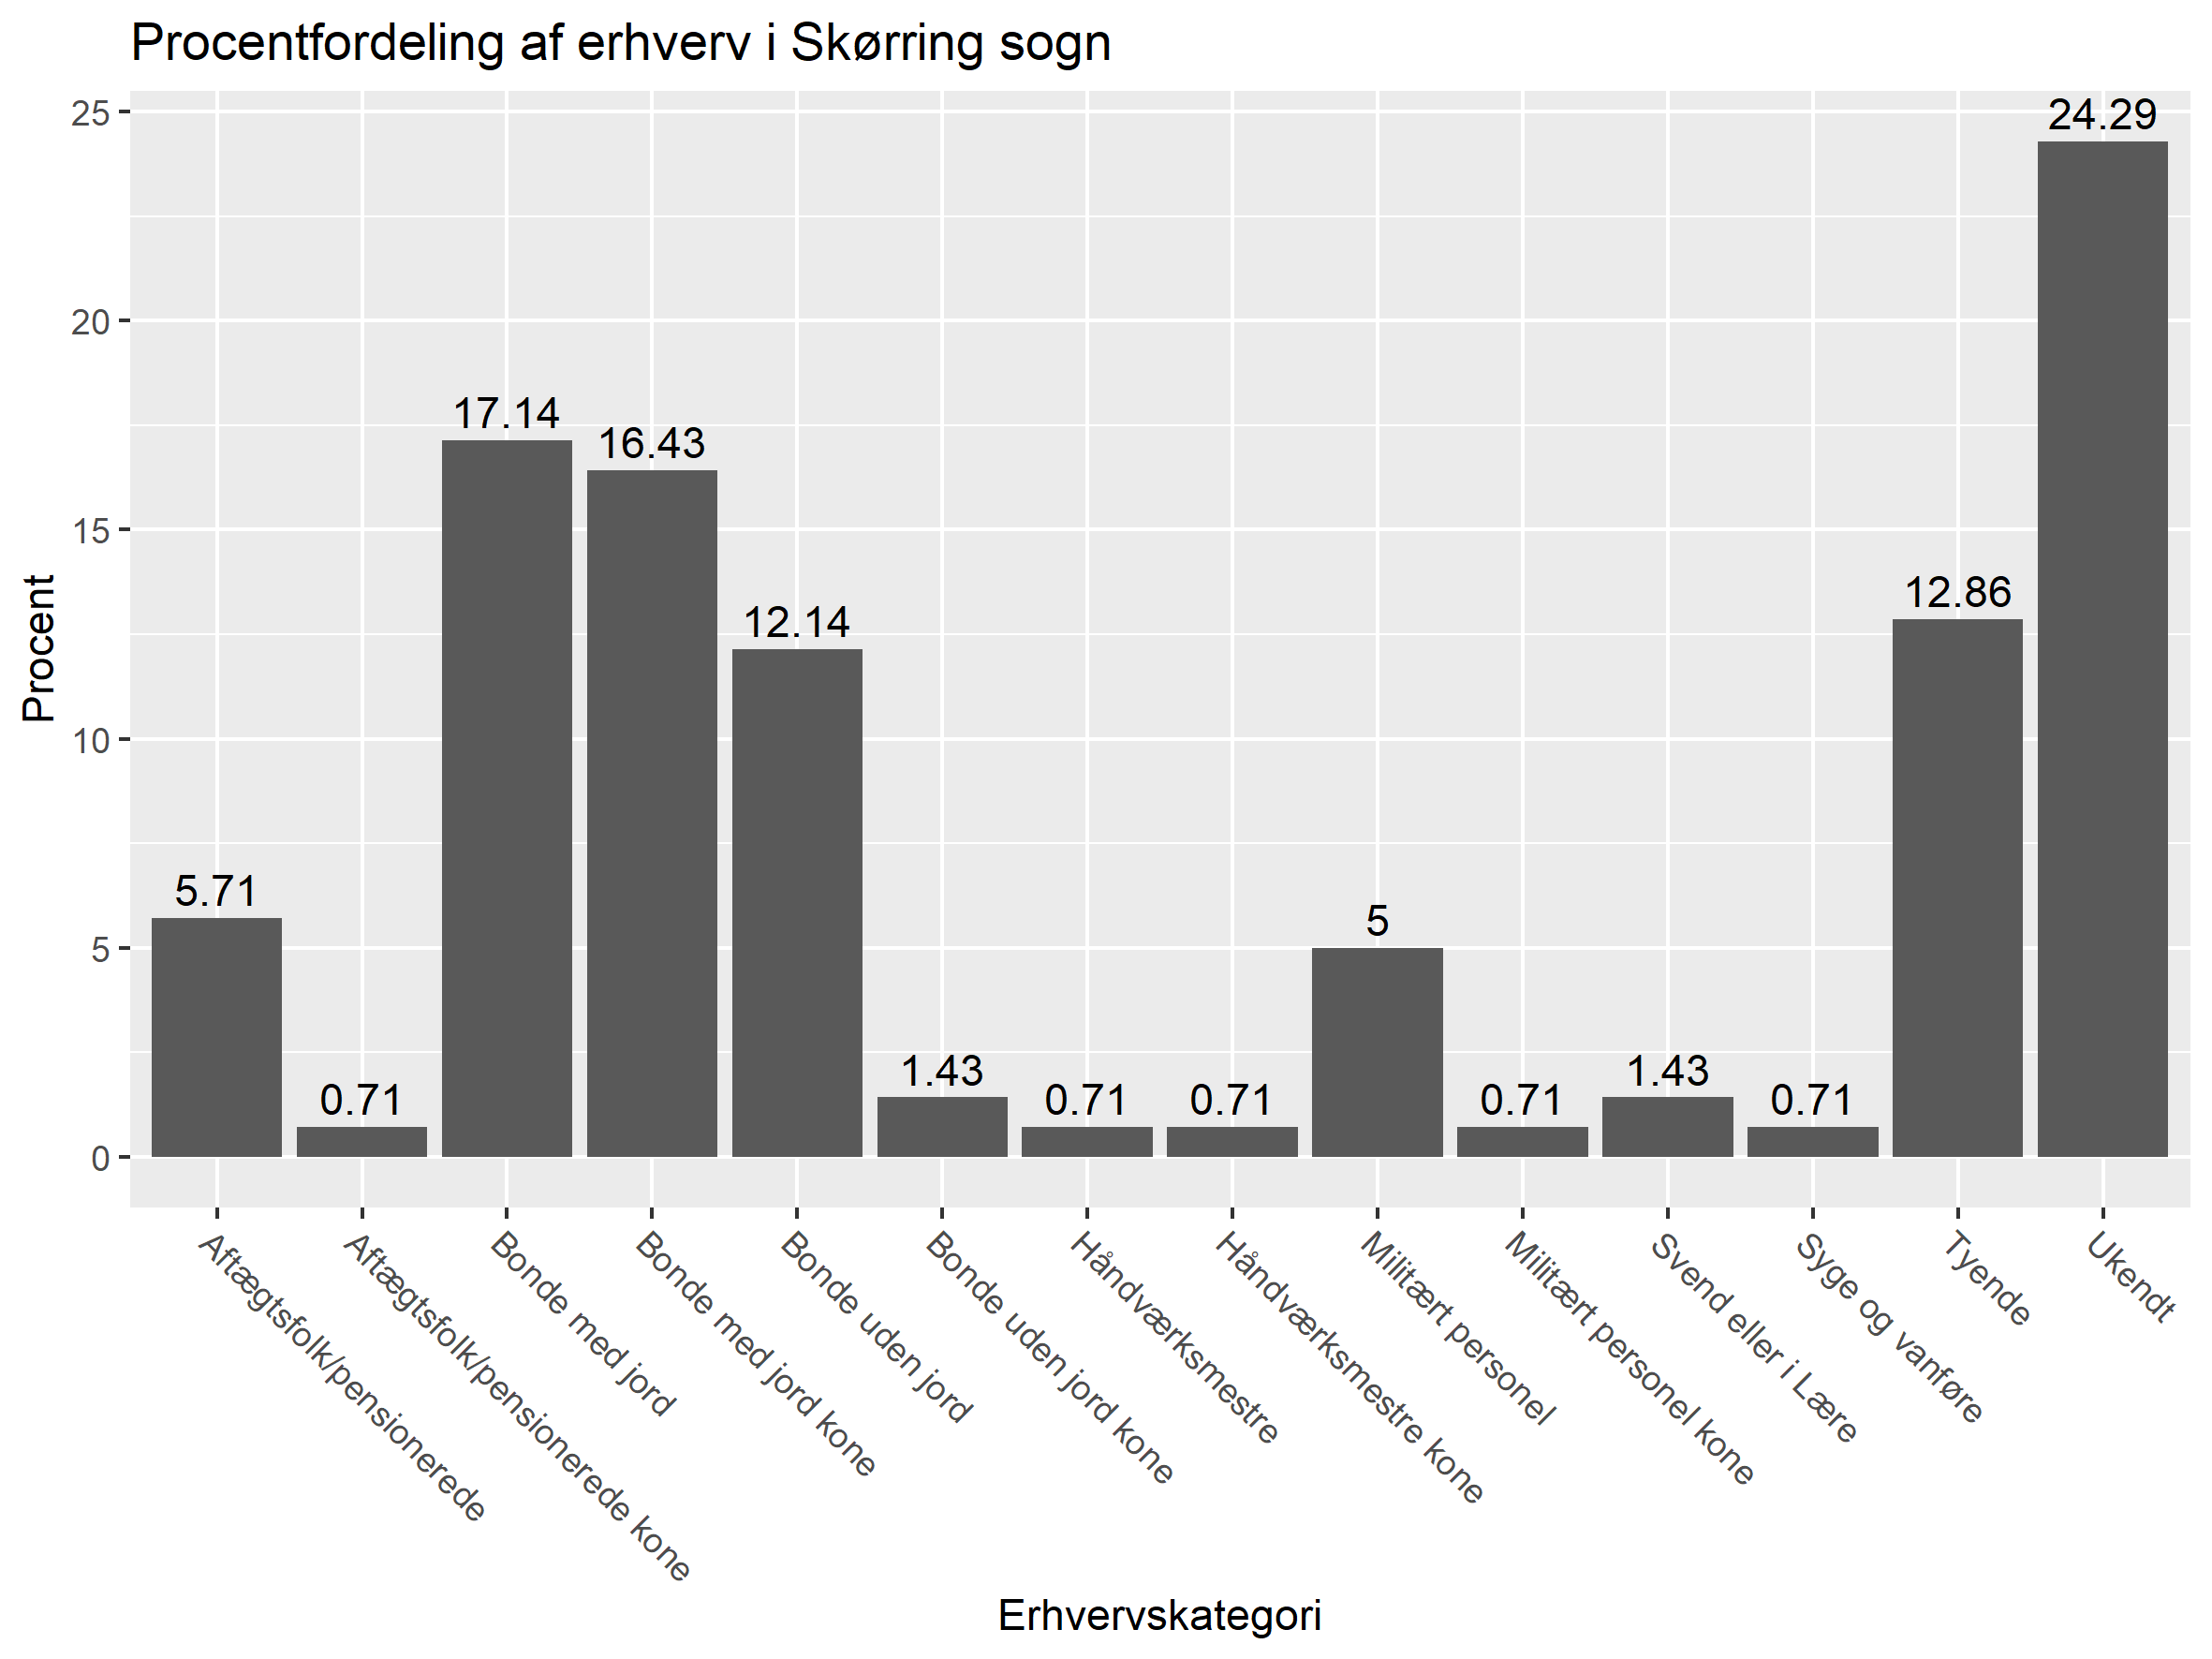 Procentfordeling af erhverv i Skørring sogn
Procent
25
20
15
10
5
0
5.71
0.71
17.14
16.43
12.14
1.43
0.71
0.71
5
0.71
1.43
0.71
12.86
24.29
Aftægtsfolk/pensionerede
Aftægtsfolk/pensionerede kone
Bonde med jord
Bonde med jord kone
Bonde uden jord
Bonde uden jord kone
Håndværksmestre
Håndværksmestre kone
Militært personel
Militært personel kone
Svend eller i Lære
Syge og vanføre
Tyende
Ukendt
Erhvervskategori